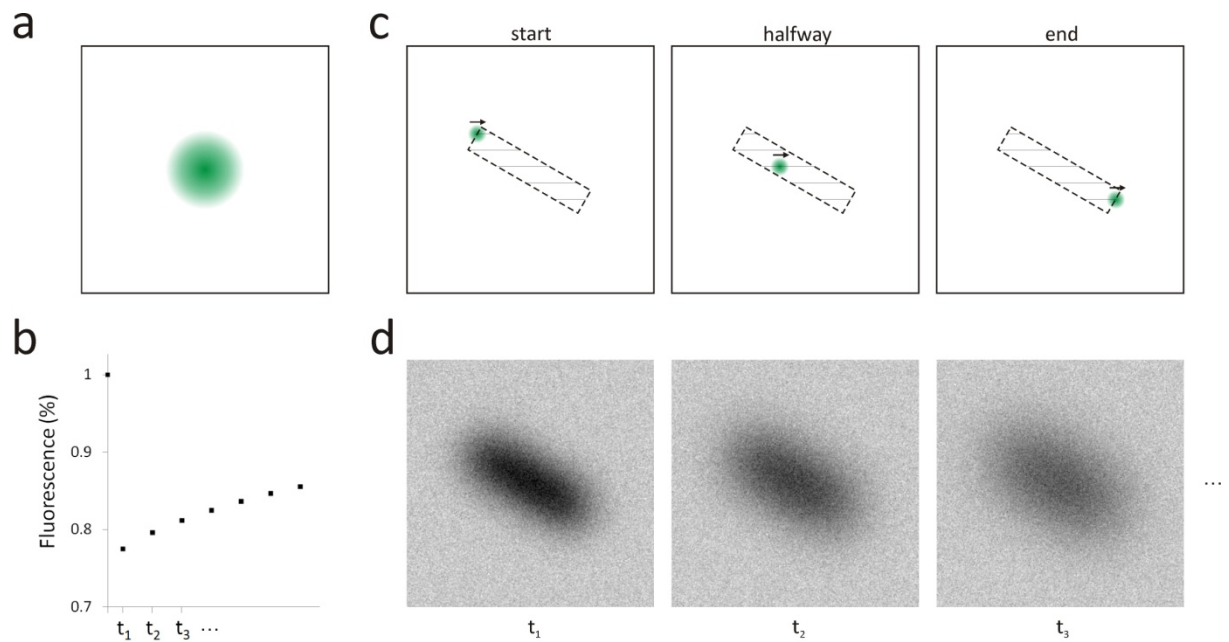 a
c
start
halfway
end
b
Fluorescence (%)
1
0.9
0.8
0.7
t₁ t₂ t₃ ...
d
...
t₁
t₂
t₃